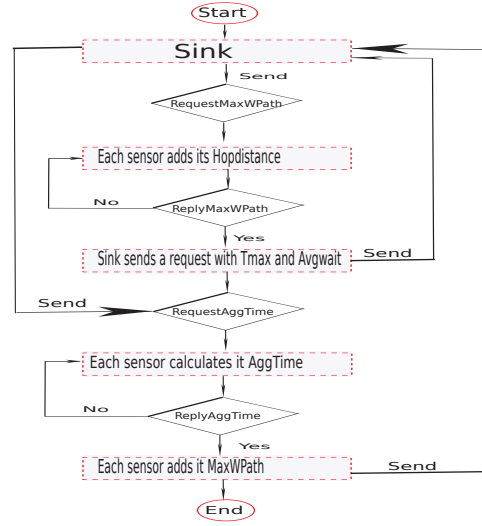 Start
Sink
Send
RequestMaxWPath
Each sensor adds its Hopdistance
No
ReplyMaxWPath
Yes
Sink sends a request with Tmax and Avgwait
Send
Send
RequestAggTime
Each sensor calculates it AggTime
No
ReplyAggTime
Yes
Each sensor adds it MaxWPath
Send
End